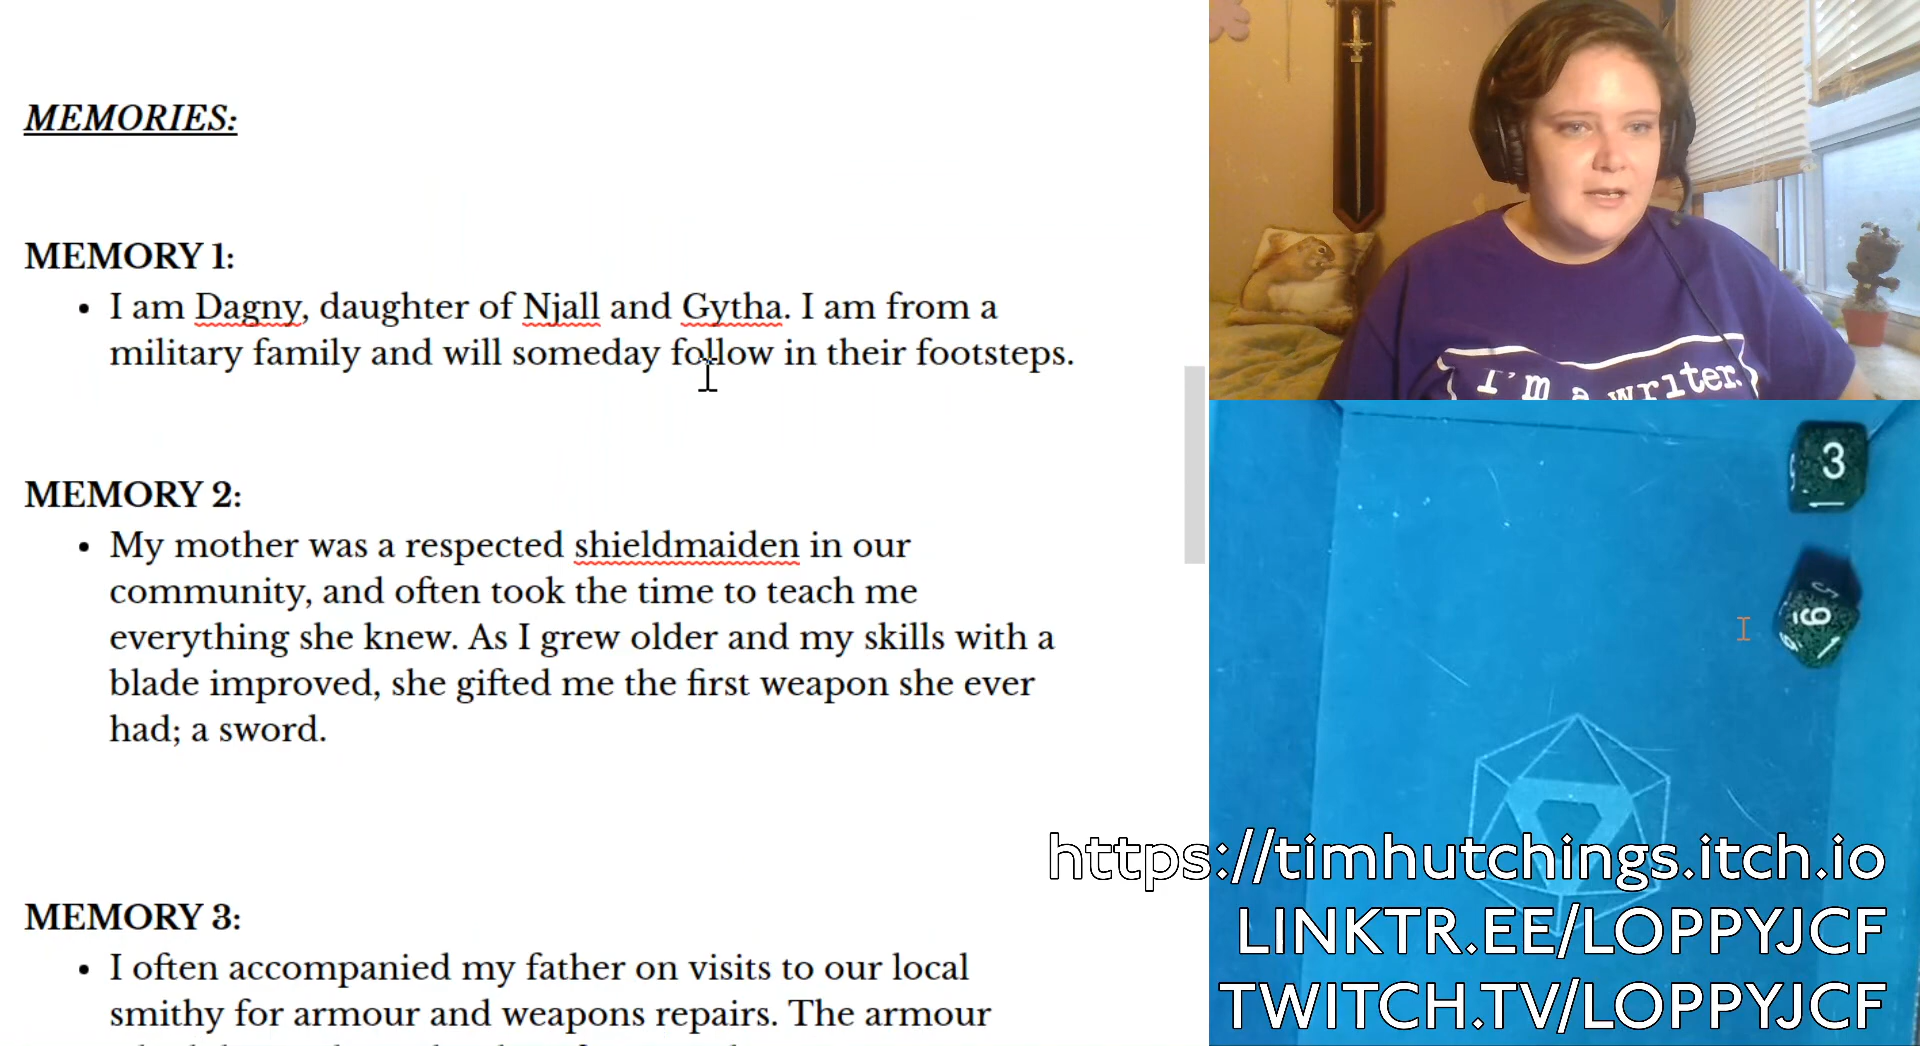 MEMORIES:
MEMORY 1:
• I am Dagny, daughter of Njall and Gytha. I am from a
military family and will someday follow in their footsteps.
MEMORY 2:
• My mother was a respected shieldmaiden in our
community, and often took the time to teach me
everything she knew. As I grew older and my skills with a
blade improved, she gifted me the first weapon she ever
had; a sword.
MEMORY 3:
• I often accompanied my father on visits to our local
smithy for armour and weapons repairs. The armour
I'm a writer.
3
1
6
https://timhutchings.itch.io
LINKTR.EE/LOPPYJCF
TWITCH.TV/LOPPYJCF